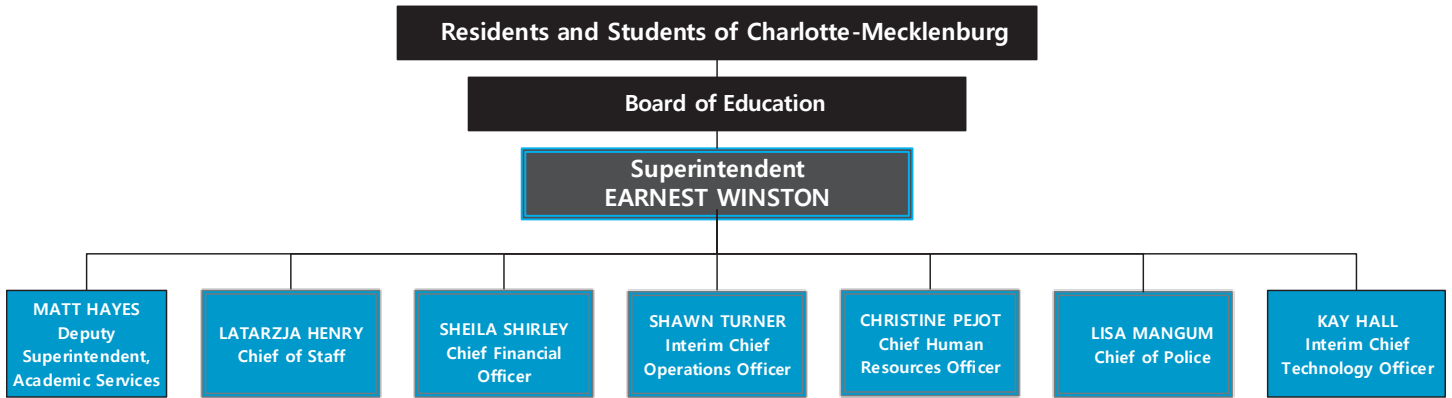 Residents and Students of Charlotte-Mecklenburg
Board of Education
Superintendent
EARNEST WINSTON
MATT HAYES
Deputy
Superintendent,
Academic Services
LATARZJA HENRY
Chief of Staff
SHEILA SHIRLEY
Chief Financial
Officer
SHAWN TURNER
Interim Chief
Operations Officer
CHRISTINE PEJOT
Chief Human
Resources Officer
LISA MANGUM
Chief of Police
KAY HALL
Interim Chief
Technology Officer